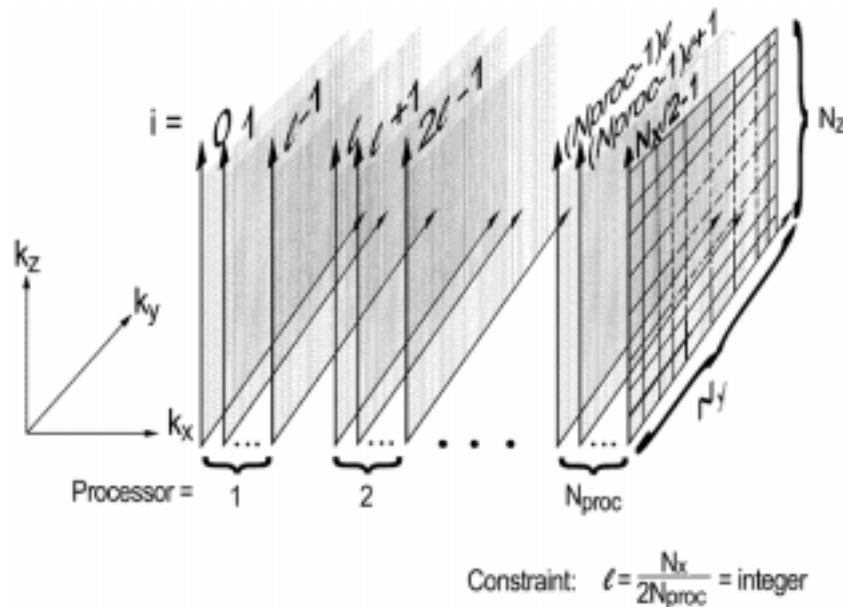 i = 0 1 ℓ-1 ℓ ℓ+1 2ℓ-1 (Nproc-1)ℓ (Nproc-1)ℓ+1 Nx/2-1
Nz
kz
ky
kx
Ny
... ... • • • ...
Processor = 1 2 Nproc
Constraint: ℓ = Nx / 2Nproc = integer